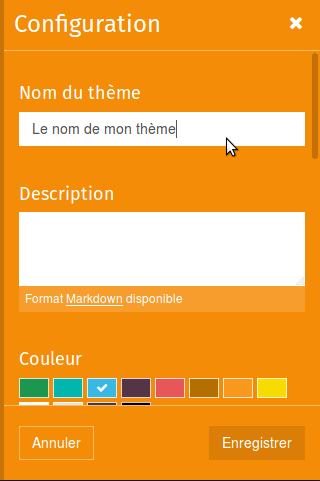 Configuration
Nom du thème
Le nom de mon thème
Description
Format Markdown disponible
Couleur
Annuler
Enregistrer